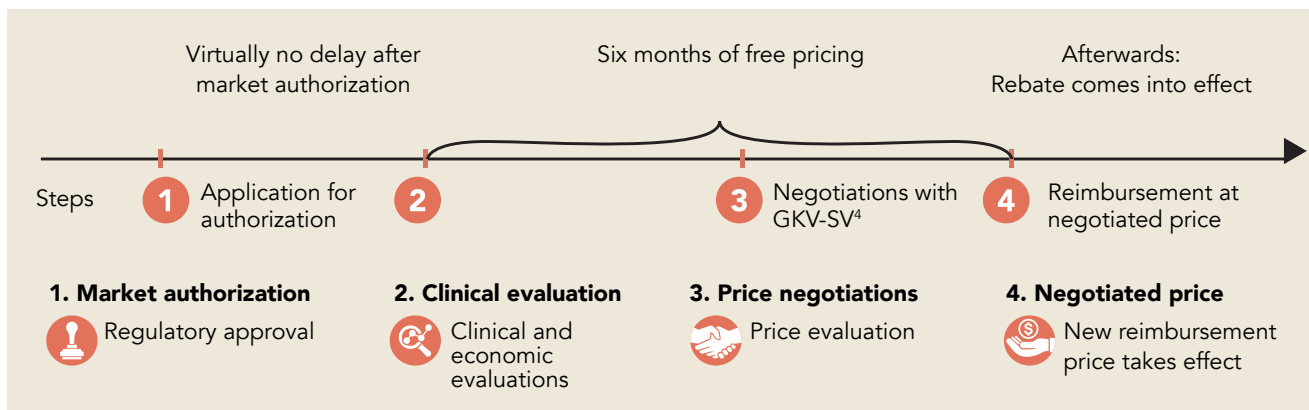 Virtually no delay after
market authorization
Six months of free pricing
Afterwards:
Rebate comes into effect
Steps
1
Application for
authorization
2
3
Negotiations with
GKV-SV⁴
4
Reimbursement at
negotiated price
1. Market authorization
Regulatory approval
2. Clinical evaluation
Clinical and
economic
evaluations
3. Price negotiations
Price evaluation
4. Negotiated price
$
New reimbursement
price takes effect